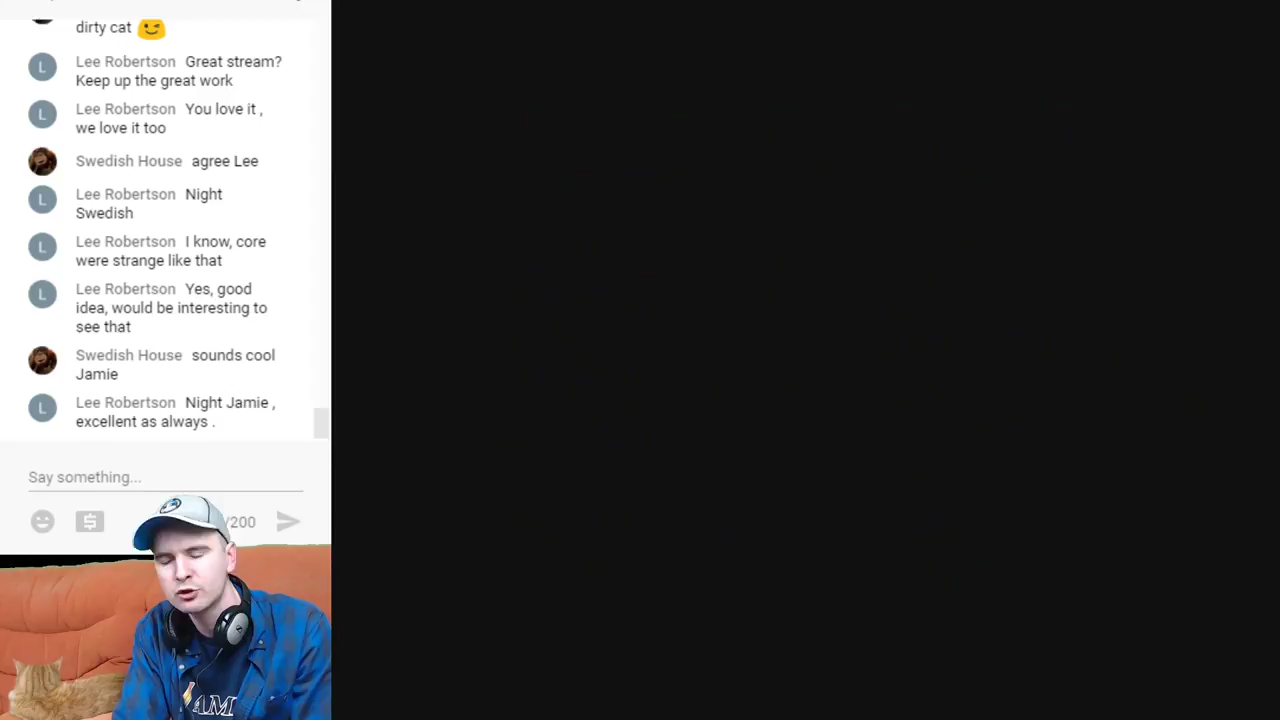 dirty cat
Lee Robertson Great stream?
Keep up the great work
Lee Robertson You love it ,
we love it too
Swedish House agree Lee
Lee Robertson Night
Swedish
Lee Robertson I know, core
were strange like that
Lee Robertson Yes, good
idea, would be interesting to
see that
Swedish House sounds cool
Jamie
Lee Robertson Night Jamie ,
excellent as always .
Say something...
/200
AM